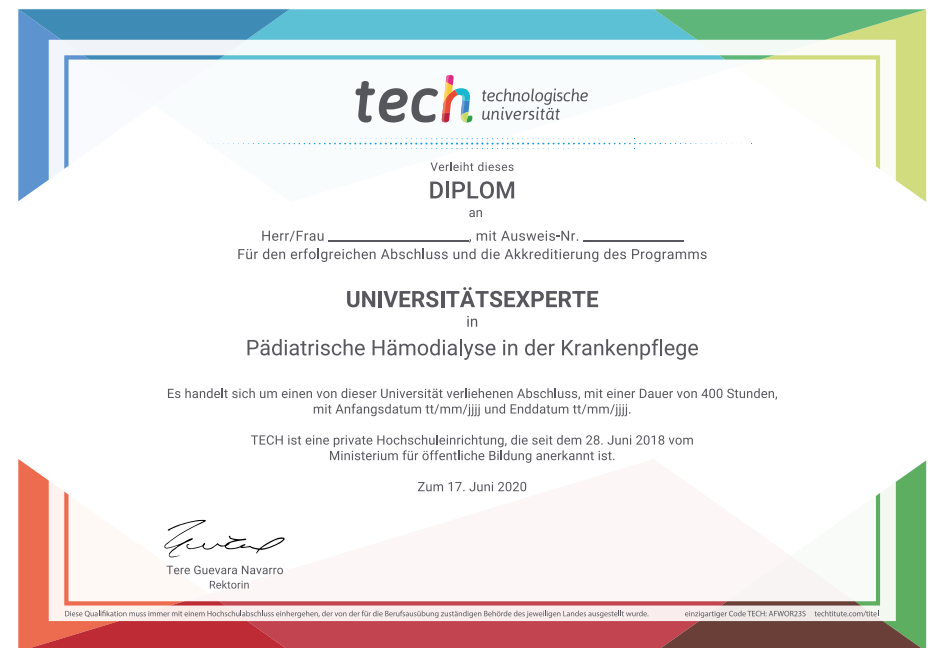 tech technologische
universität
Verleiht dieses
DIPLOM
an
Herr/Frau ____________________, mit Ausweis-Nr. ______________
Für den erfolgreichen Abschluss und die Akkreditierung des Programms
UNIVERSITÄTSEXPERTE
in
Pädiatrische Hämodialyse in der Krankenpflege
Es handelt sich um einen von dieser Universität verliehenen Abschluss, mit einer Dauer von 400 Stunden,
mit Anfangsdatum tt/mm/jjjj und Enddatum tt/mm/jjjj.
TECH ist eine private Hochschuleinrichtung, die seit dem 28. Juni 2018 vom
Ministerium für öffentliche Bildung anerkannt ist.
Zum 17. Juni 2020
Tere Guevara Navarro
Rektorin
Diese Qualifikation muss immer mit einem Hochschulabschluss einhergehen, der von der für die Berufsausübung zuständigen Behörde des jeweiligen Landes ausgestellt wurde. einzigartiger Code TECH: AFWOR23S techtitute.com/titel